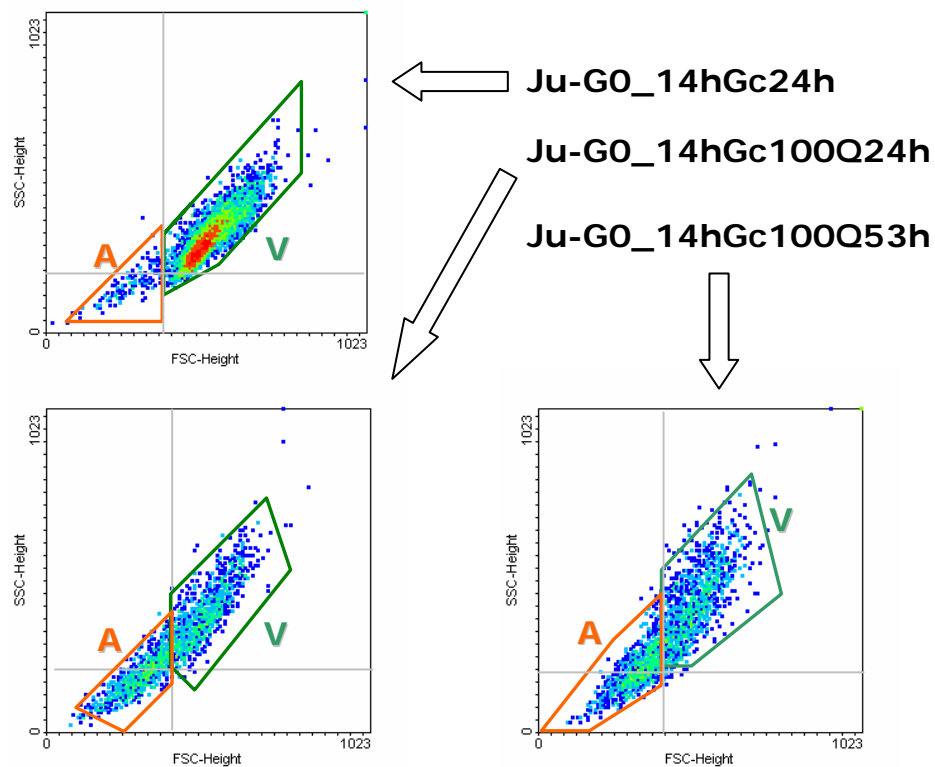 Ju-G0_14hGc24h
Ju-G0_14hGc100Q24h
Ju-G0_14hGc100Q53h
1023
SSC-Height
A
V
0
0
1023
FSC-Height
1023
SSC-Height
A
V
0
0
1023
FSC-Height
1023
SSC-Height
A
V
0
0
1023
FSC-Height